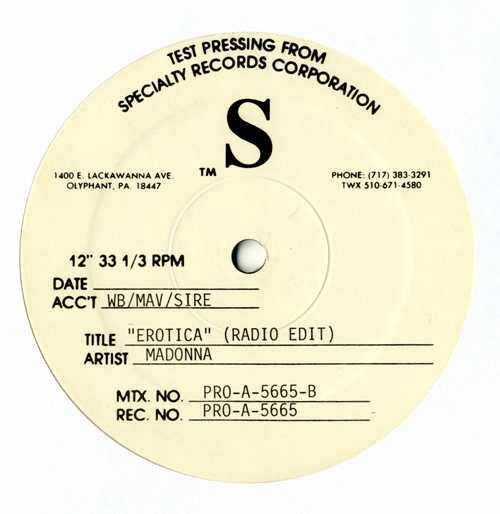 TEST PRESSING FROM
SPECIALTY RECORDS CORPORATION
S
TM
1400 E. LACKAWANNA AVE.
OLYPHANT, PA. 18447
PHONE: (717) 383-3291
TWX 510-671-4580
12" 33 1/3 RPM
DATE
ACC'T WB/MAV/SIRE
TITLE "EROTICA" (RADIO EDIT)
ARTIST MADONNA
MTX. NO. PRO-A-5665-B
REC. NO. PRO-A-5665